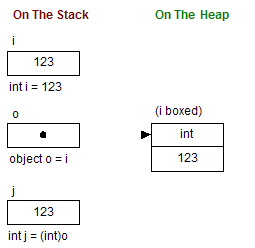 On The Stack
On The Heap
i
123
int i = 123
o
(i boxed)
int
object o = i
123
j
123
int j = (int)o